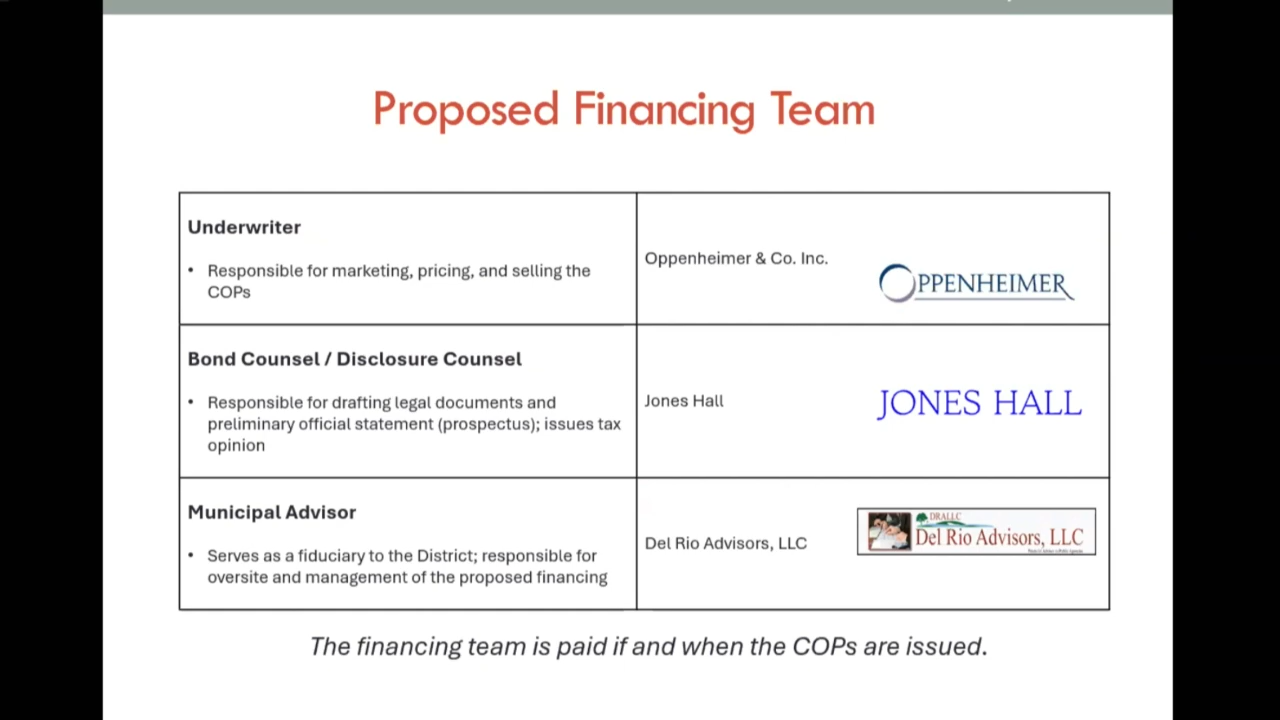 Proposed Financing Team
Underwriter
• Responsible for marketing, pricing, and selling the
COPs
Oppenheimer & Co. Inc.
OPPENHEIMER
Bond Counsel / Disclosure Counsel
• Responsible for drafting legal documents and
preliminary official statement (prospectus); issues tax
opinion
Jones Hall
JONES HALL
Municipal Advisor
• Serves as a fiduciary to the District; responsible for
oversite and management of the proposed financing
Del Rio Advisors, LLC
DRALLC
Del Rio Advisors, LLC
The financing team is paid if and when the COPs are issued.